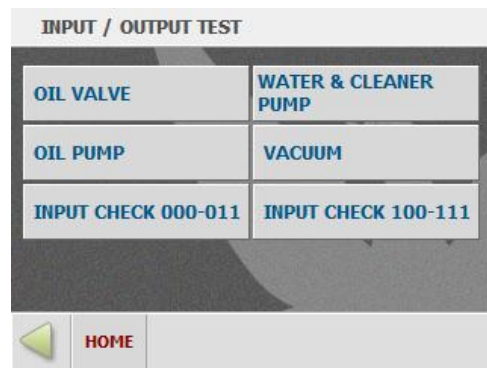 INPUT / OUTPUT TEST
OIL VALVE
WATER & CLEANER
PUMP
OIL PUMP
VACUUM
INPUT CHECK 000-011
INPUT CHECK 100-111
HOME